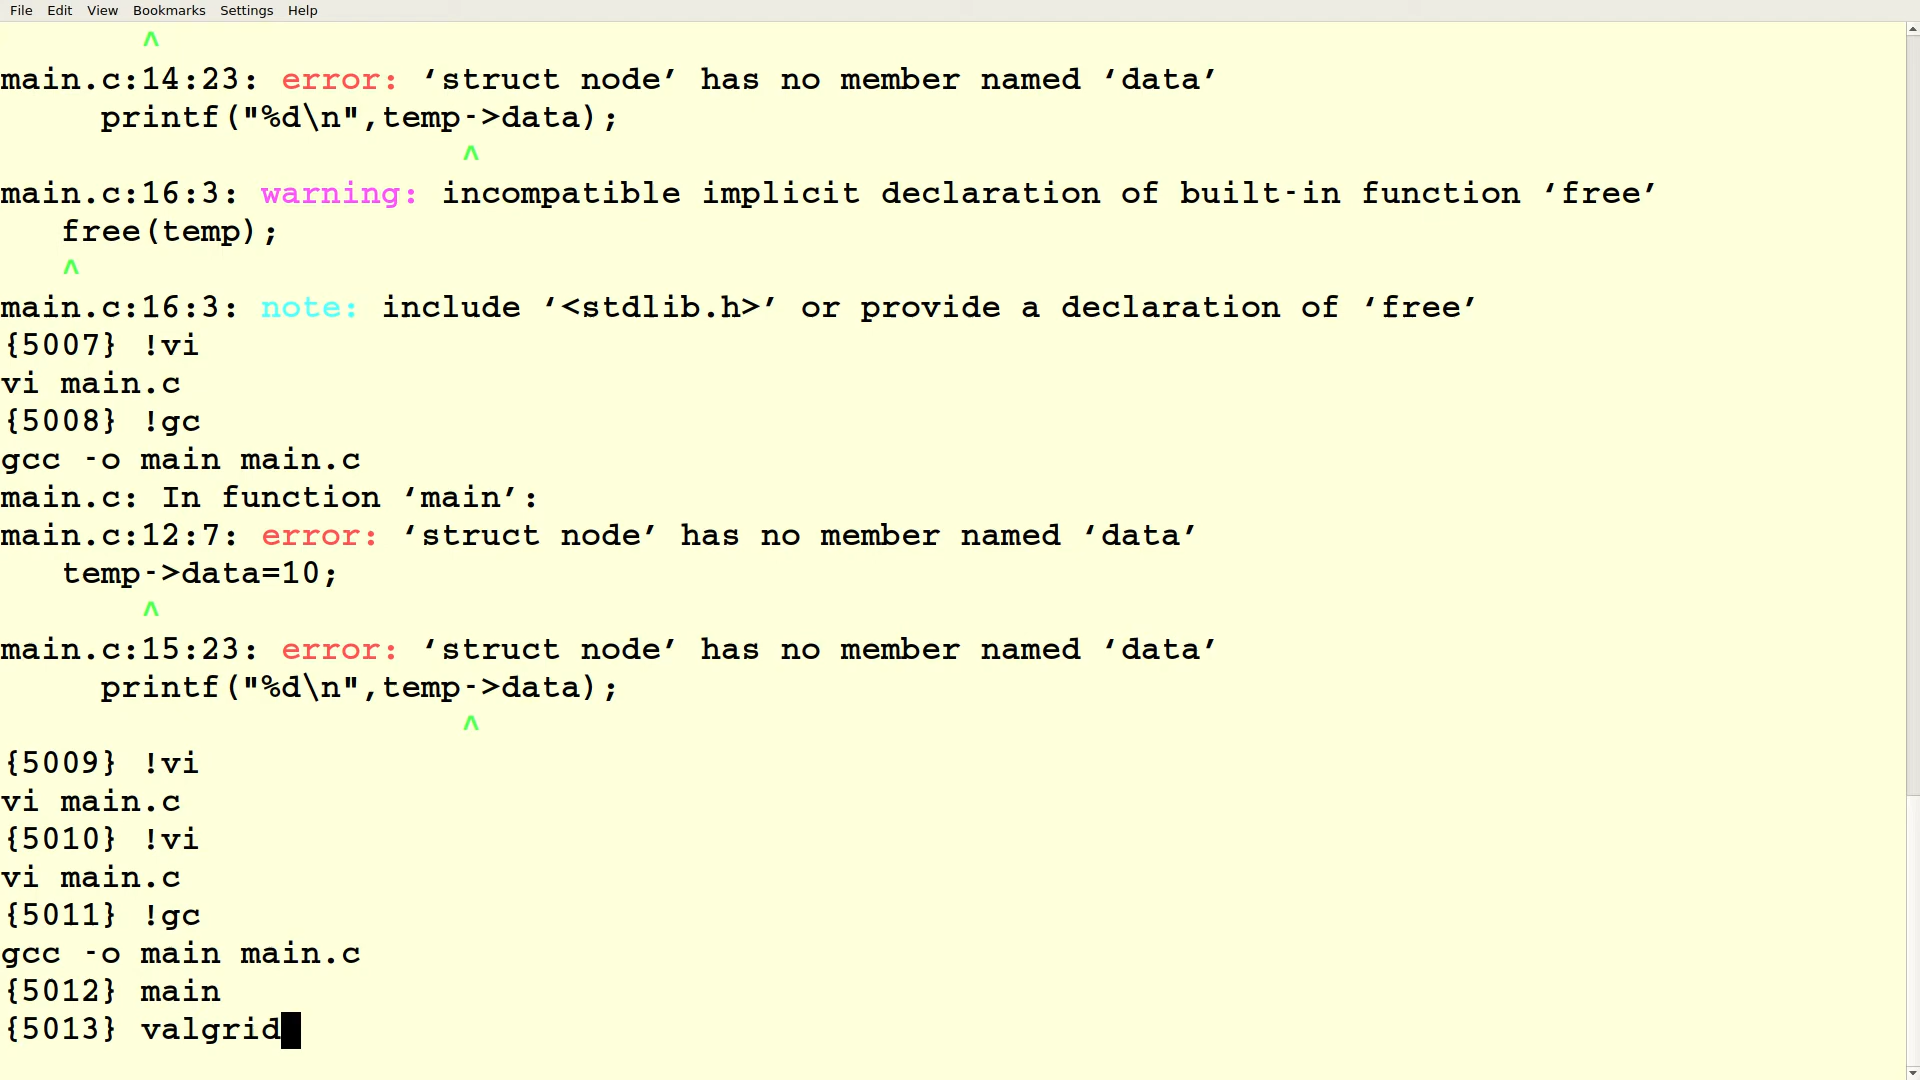 File Edit View Bookmarks Settings Help
^
main.c:14:23: error: ‘struct node’ has no member named ‘data’
printf("%d\n",temp->data);
^
main.c:16:3: warning: incompatible implicit declaration of built-in function ‘free’
free(temp);
^
main.c:16:3: note: include ‘<stdlib.h>’ or provide a declaration of ‘free’
{5007} !vi
vi main.c
{5008} !gc
gcc -o main main.c
main.c: In function ‘main’:
main.c:12:7: error: ‘struct node’ has no member named ‘data’
temp->data=10;
^
main.c:15:23: error: ‘struct node’ has no member named ‘data’
printf("%d\n",temp->data);
^
{5009} !vi
vi main.c
{5010} !vi
vi main.c
{5011} !gc
gcc -o main main.c
{5012} main
{5013} valgrid